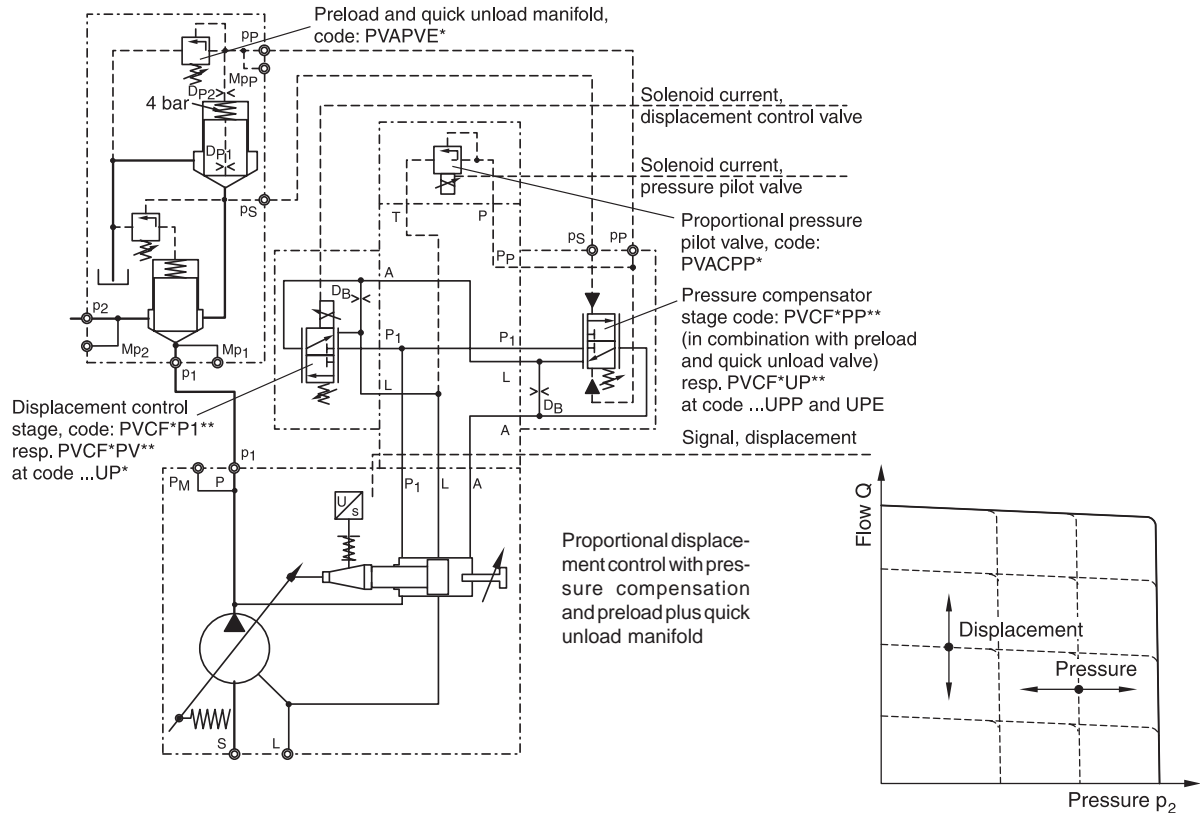 Preload and quick unload manifold,
code: PVAPVE*
pP
MpP
DP2
4 bar
DP1
pS
p2
Mp2
Mp1
p1
Solenoid current,
displacement control valve
Solenoid current,
pressure pilot valve
T
P
Proportional pressure
pilot valve, code:
PVACPP*
pS
pP
PP
A
DB
P1
P1
L
L
DB
A
Pressure compensator
stage code: PVCF*PP**
(in combination with preload
and quick unload valve)
resp. PVCF*UP**
at code ...UPP and UPE
Displacement control
stage, code: PVCF*P1**
resp. PVCF*PV**
at code ...UP*
Signal, displacement
p1
PM
P
U
s
P1
L
A
S
L
Proportional displace-
ment control with pres-
sure compensation
and preload plus quick
unload manifold
Flow Q
Displacement
Pressure
Pressure p2